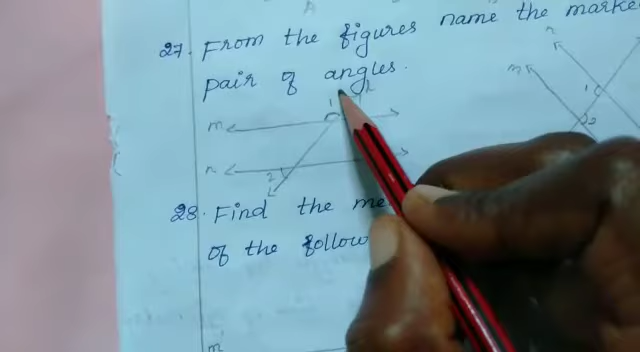 27. From the figures name the marke
pair of angles.
1
m
n
2
n
m
1
2
28. Find the me
of the follow
m